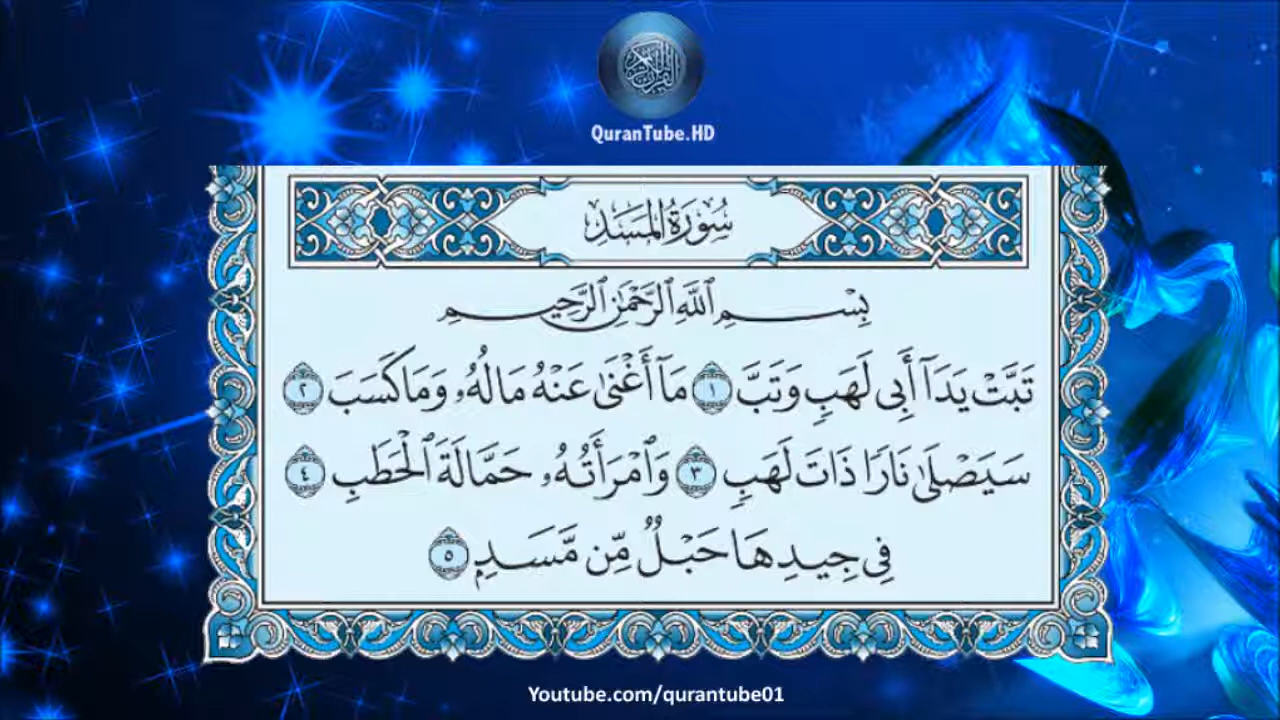 QuranTube.HD
سُورَةُ الْمَسَدِ
بِسْمِ ٱللَّهِ ٱلرَّحْمَٰنِ ٱلرَّحِيمِ
تَبَّتْ يَدَآ أَبِى لَهَبٍ وَتَبَّ ١ مَآ أَغْنَىٰ عَنْهُ مَالُهُۥ وَمَا كَسَبَ ٢
سَيَصْلَىٰ نَارًا ذَاتَ لَهَبٍ ٣ وَٱمْرَأَتُهُۥ حَمَّالَةَ ٱلْحَطَبِ ٤
فِى جِيدِهَا حَبْلٌ مِّن مَّسَدٍۭ ٥
Youtube.com/qurantube01